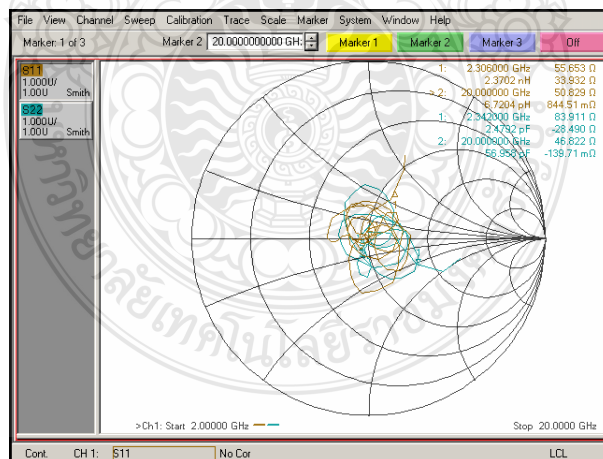 File View Channel Sweep Calibration Trace Scale Marker System Window Help
Marker: 1 of 3 Marker 2 20.0000000000 GH: Marker 1 Marker 2 Marker 3 Off
S11
1.000U/
1.00U Smith
S22
1.000U/
1.00U Smith
1: 2.306000 GHz 55.653 Ω
2.3702 nH 33.932 Ω
> 2: 20.000000 GHz 50.829 Ω
6.7204 pH 844.51 mΩ
1: 2.342000 GHz 83.911 Ω
2.4792 pF -28.490 Ω
2: 20.000000 GHz 46.822 Ω
56.958 pF -139.71 mΩ
>Ch1: Start 2.00000 GHz Stop 20.0000 GHz
Cont. CH 1: S11 No Cor LCL